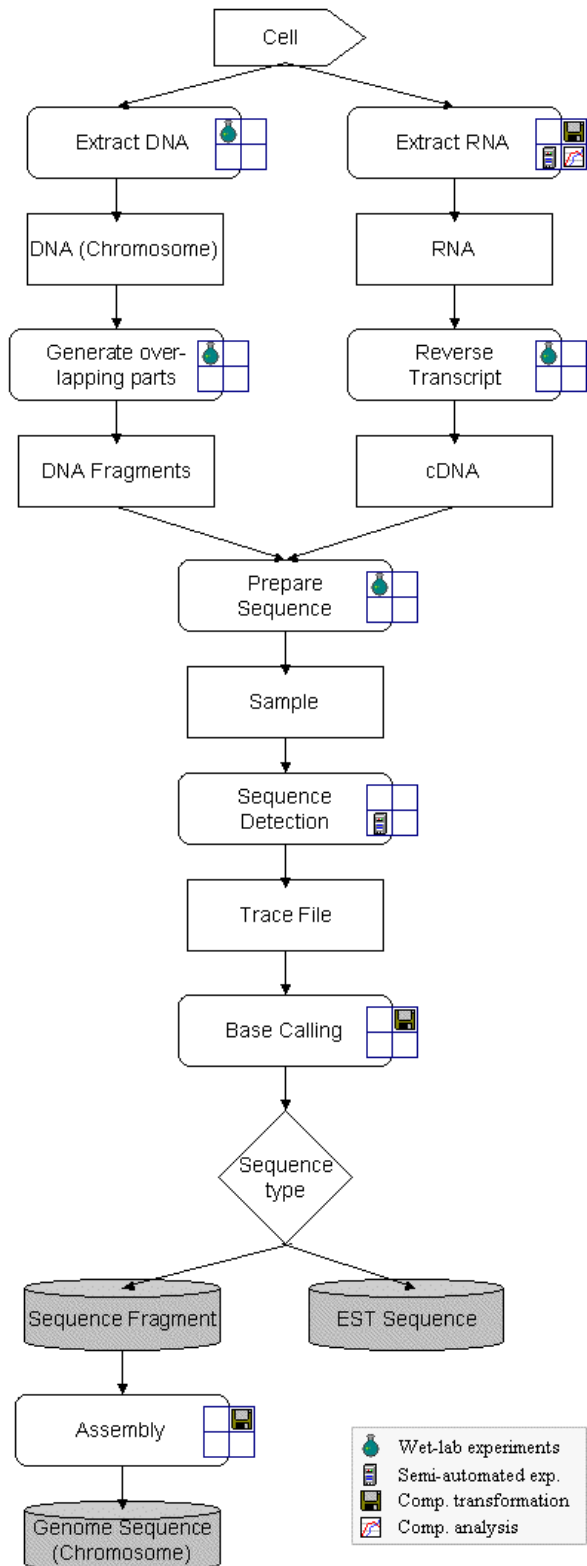 Cell
Extract DNA
Extract RNA
DNA (Chromosome)
RNA
Generate over-
lapping parts
Reverse
Transcript
DNA Fragments
cDNA
Prepare
Sequence
Sample
Sequence
Detection
Trace File
Base Calling
Sequence
type
Sequence Fragment
EST Sequence
Assembly
Genome Sequence
(Chromosome)
Wet-lab experiments
Semi-automated exp.
Comp. transformation
Comp. analysis